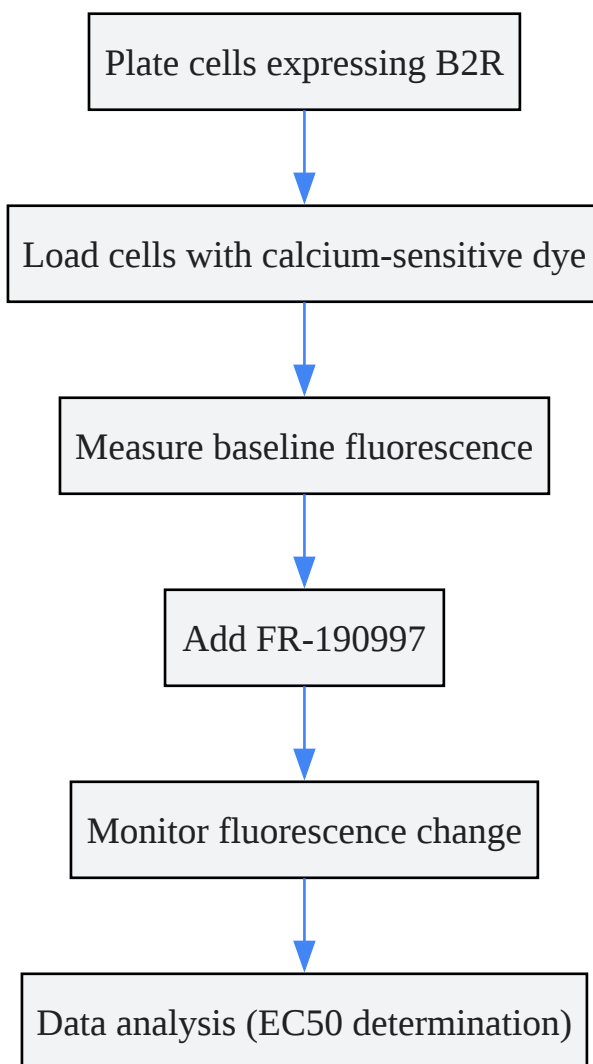 Plate cells expressing B2R
Load cells with calcium-sensitive dye
Measure baseline fluorescence
Add FR-190997
Monitor fluorescence change
Data analysis (EC50 determination)